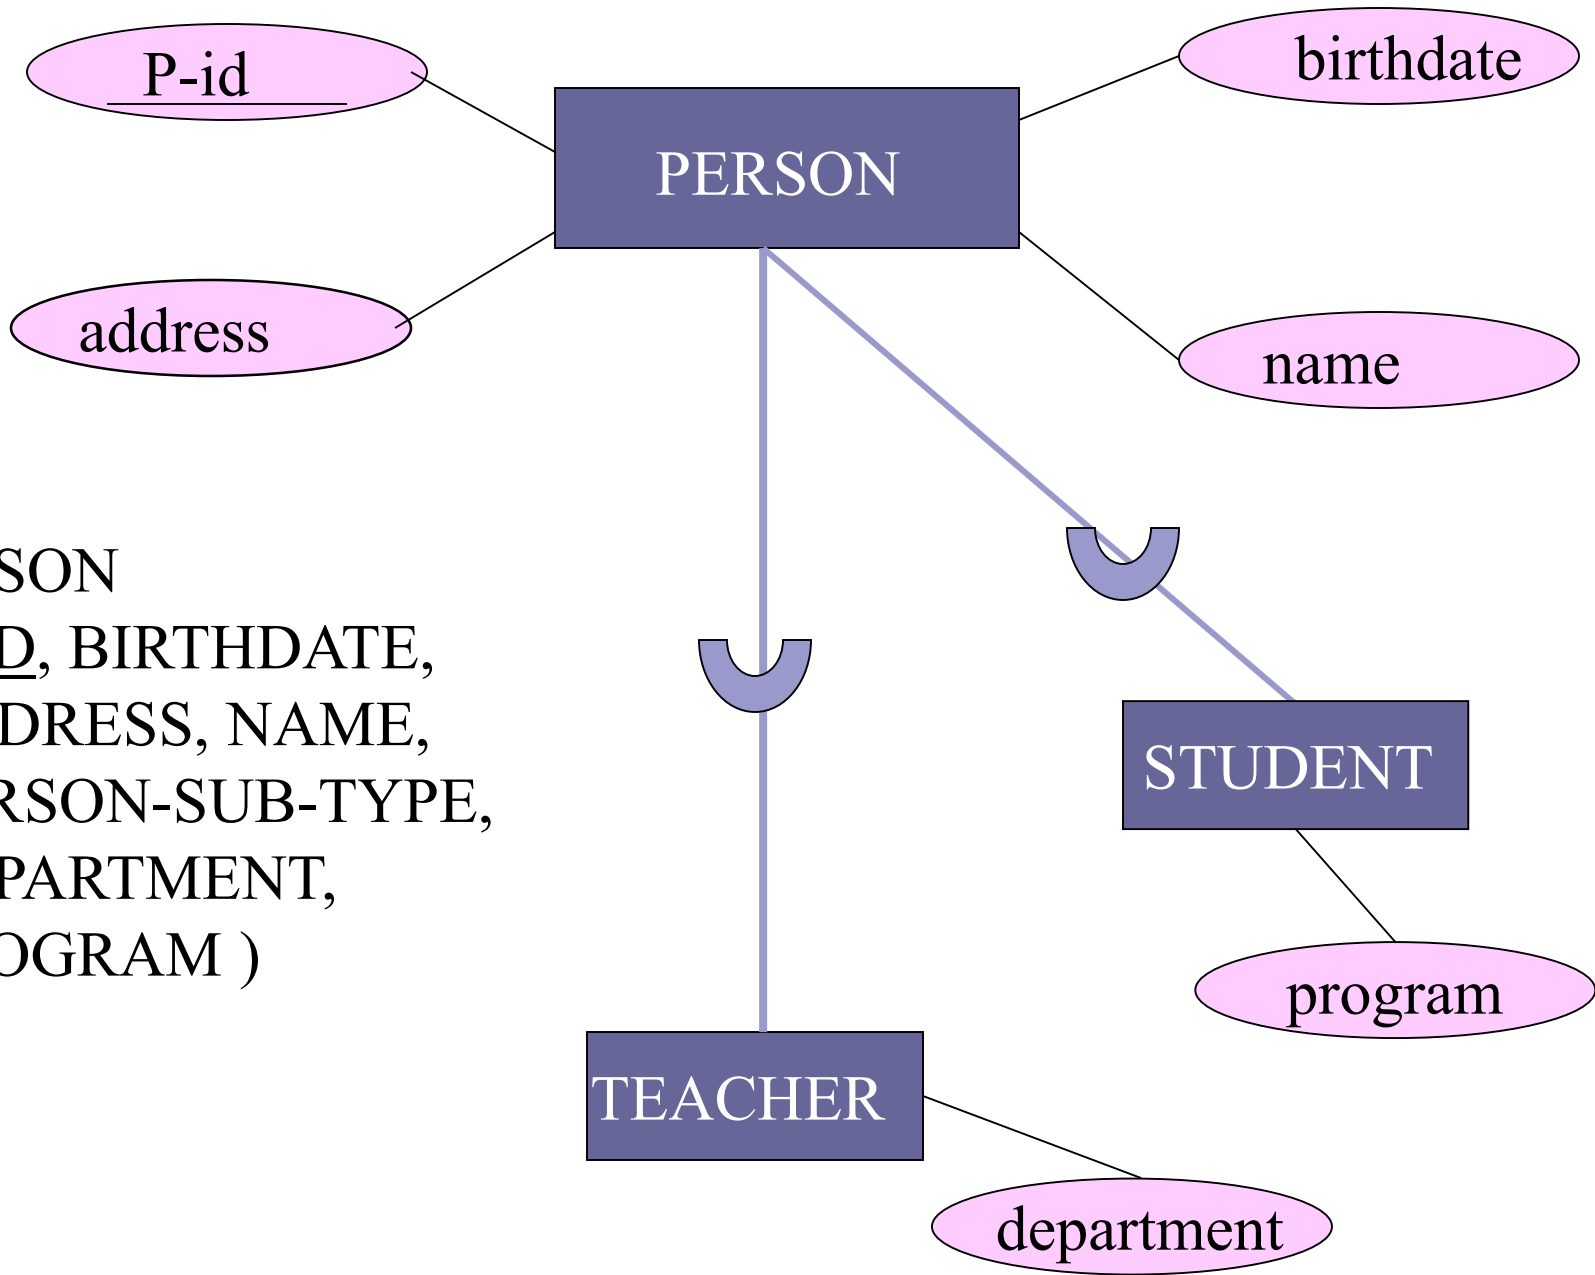 P-id
birthdate
PERSON
address
name
SON
D, BIRTHDATE,
DRESS, NAME,
RSON-SUB-TYPE,
PARTMENT,
OGRAM )
STUDENT
program
TEACHER
department